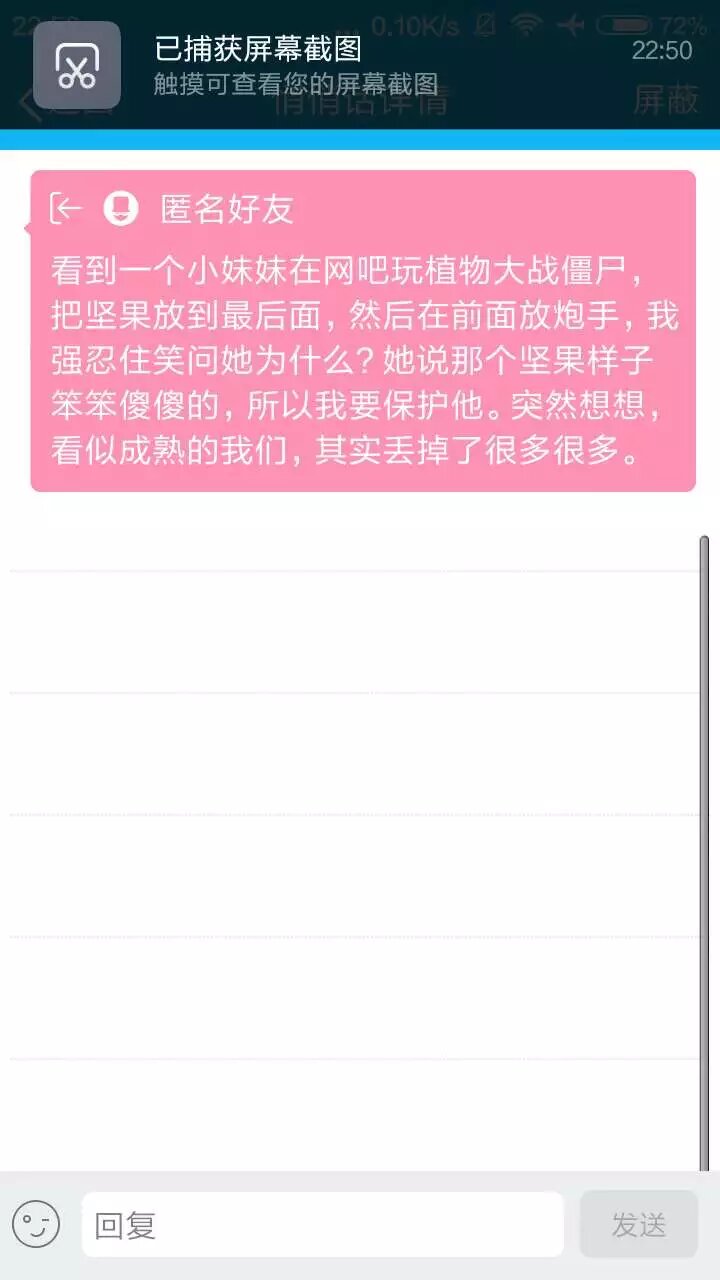 0.10K/s 72%
已捕获屏幕截图
22:50
触摸可查看您的屏幕截图
悄悄话详情
屏蔽
匿名好友
看到一个小妹妹在网吧玩植物大战僵尸，
把坚果放到最后面，然后在前面放炮手，我
强忍住笑问她为什么？她说那个坚果样子
笨笨傻傻的，所以我要保护他。突然想想，
看似成熟的我们，其实丢掉了很多很多。
回复
发送